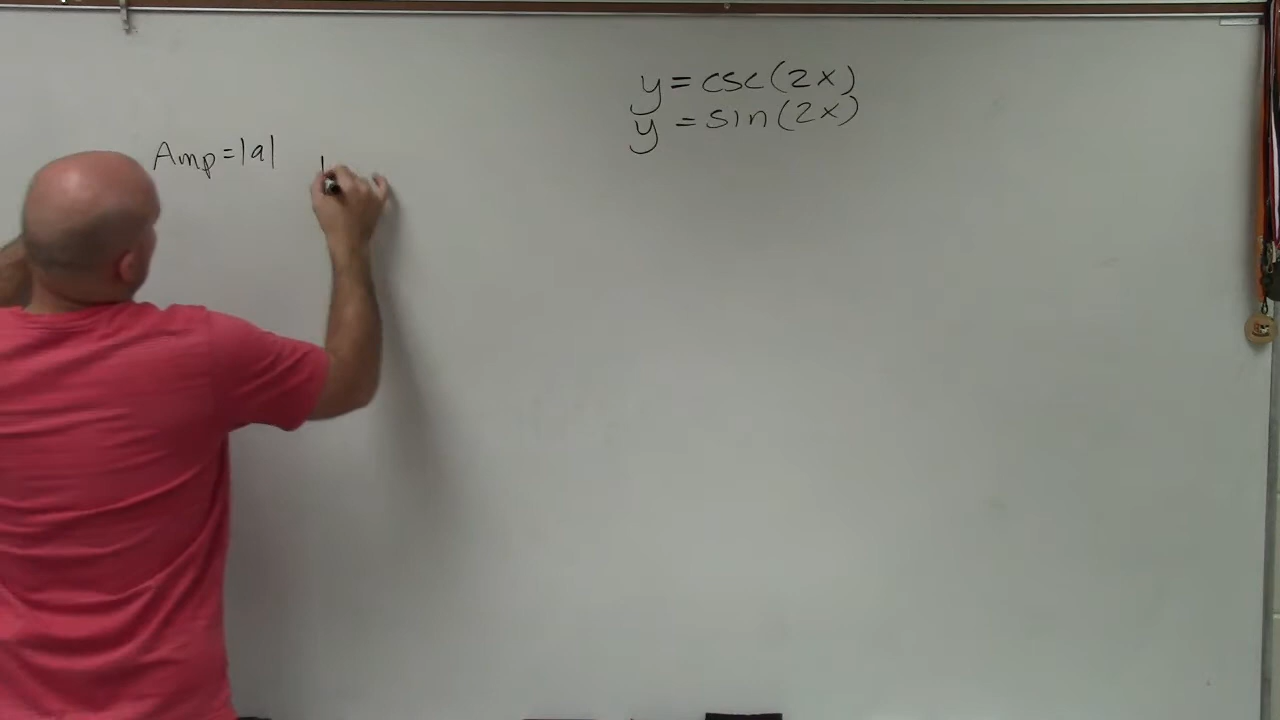 y = csc(2x)
y = sin(2x)
Amp = |a|